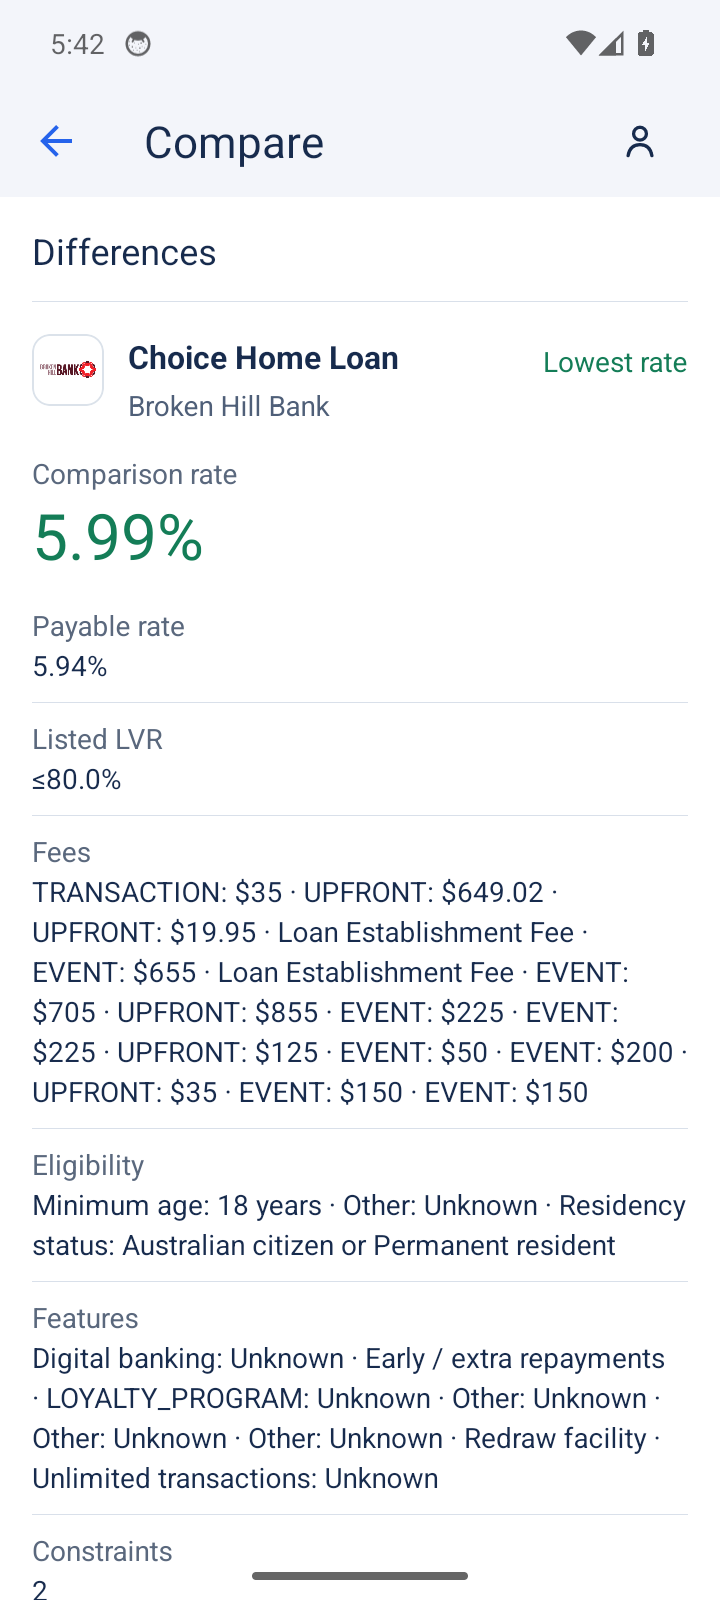 5:42
Compare
Differences
Choice Home Loan
Lowest rate
BROKEN HILL BANK
Broken Hill Bank
Comparison rate
5.99%
Payable rate
5.94%
Listed LVR
≤80.0%
Fees
TRANSACTION: $35 · UPFRONT: $649.02 ·
UPFRONT: $19.95 · Loan Establishment Fee ·
EVENT: $655 · Loan Establishment Fee · EVENT:
$705 · UPFRONT: $855 · EVENT: $225 · EVENT:
$225 · UPFRONT: $125 · EVENT: $50 · EVENT: $200 ·
UPFRONT: $35 · EVENT: $150 · EVENT: $150
Eligibility
Minimum age: 18 years · Other: Unknown · Residency
status: Australian citizen or Permanent resident
Features
Digital banking: Unknown · Early / extra repayments
· LOYALTY_PROGRAM: Unknown · Other: Unknown ·
Other: Unknown · Other: Unknown · Redraw facility ·
Unlimited transactions: Unknown
Constraints
2